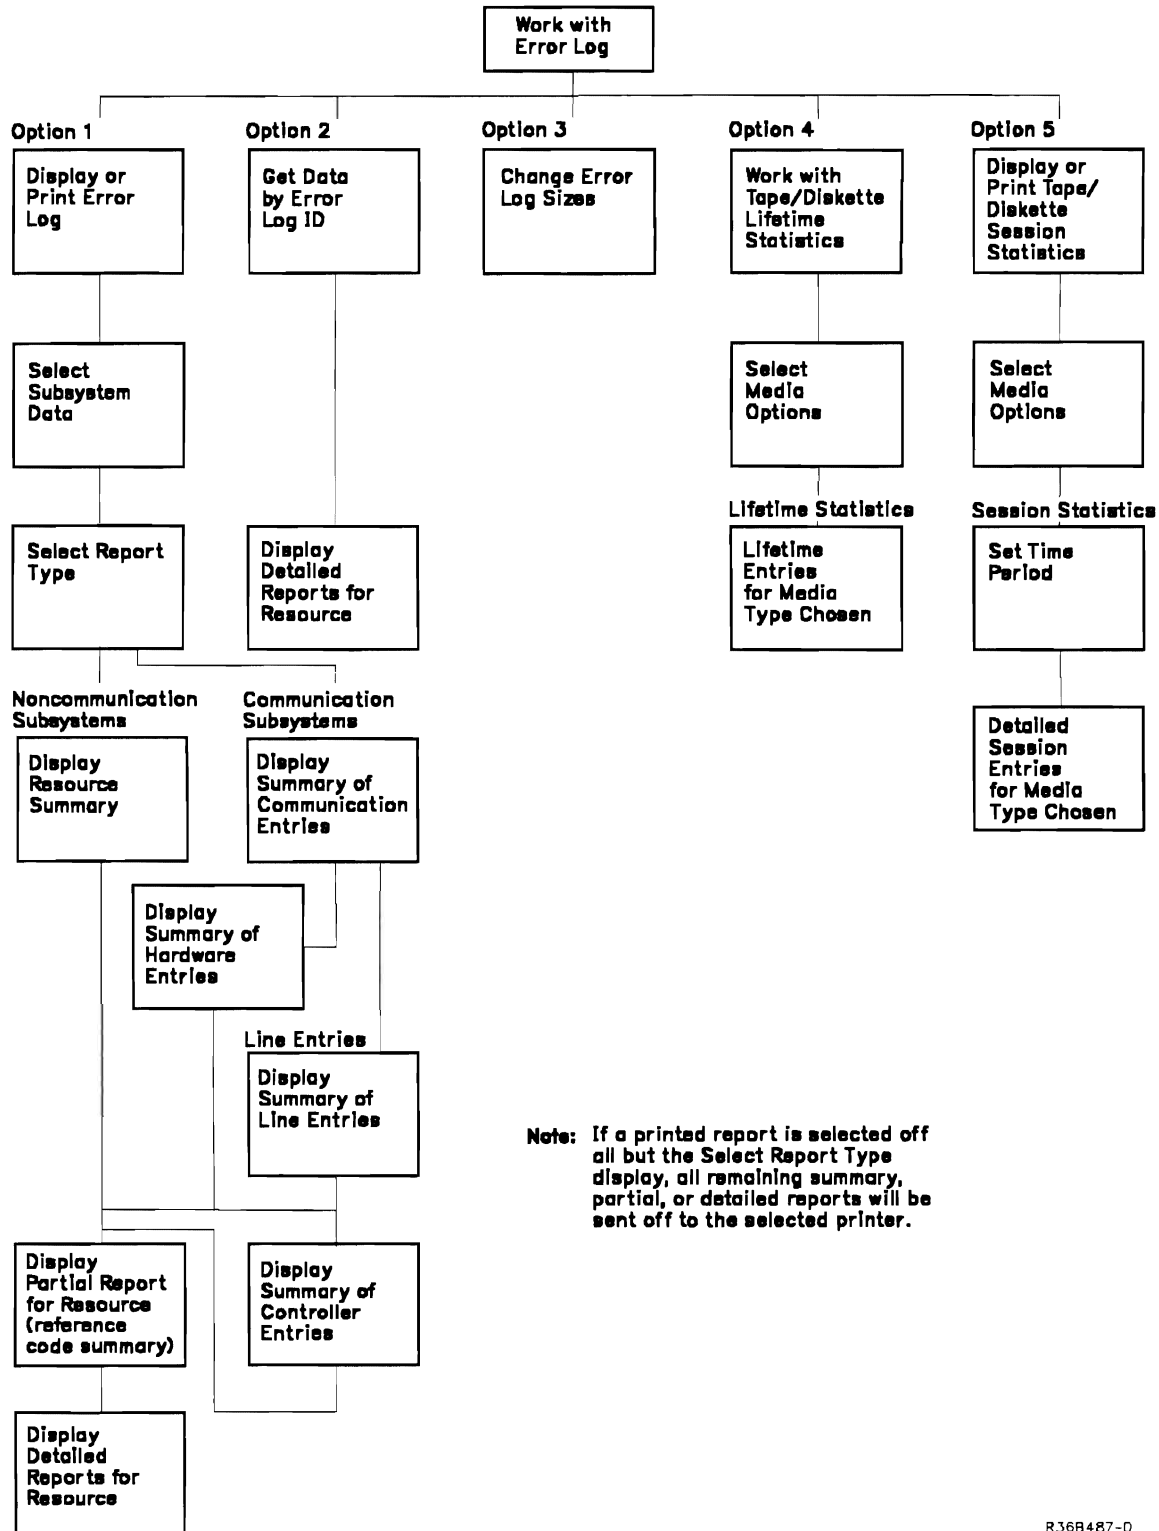 Work with
Error Log
Option 1
Display or
Print Error
Log
Option 2
Get Data
by Error
Log ID
Option 3
Change Error
Log Sizes
Option 4
Work with
Tape/Diskette
Lifetime
Statistics
Option 5
Display or
Print Tape/
Diskette
Session
Statistics
Select
Subsystem
Data
Select
Media
Options
Select
Media
Options
Select Report
Type
Display
Detailed
Reports for
Resource
Lifetime Statistics
Lifetime
Entries
for Media
Type Chosen
Session Statistics
Set Time
Period
Noncommunication
Subsystems
Display
Resource
Summary
Communication
Subsystems
Display
Summary of
Communication
Entries
Detailed
Session
Entries
for Media
Type Chosen
Display
Summary of
Hardware
Entries
Line Entries
Display
Summary of
Line Entries
Note: If a printed report is selected off
all but the Select Report Type
display, all remaining summary,
partial, or detailed reports will be
sent off to the selected printer.
Display
Partial Report
for Resource
(reference
code summary)
Display
Summary of
Controller
Entries
Display
Detailed
Reports for
Resource
R36B487-0